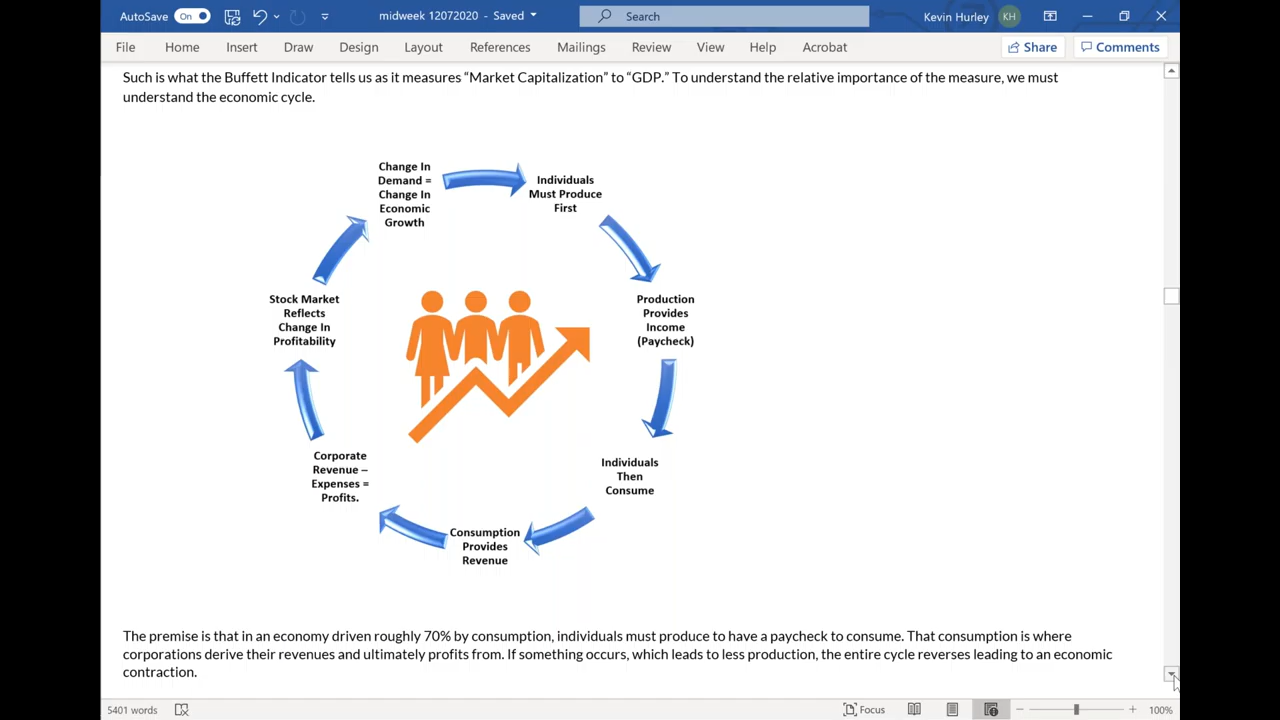 AutoSave On midweek 12072020 - Saved Search Kevin Hurley KH
File Home Insert Draw Design Layout References Mailings Review View Help Acrobat Share Comments
Such is what the Buffett Indicator tells us as it measures “Market Capitalization” to “GDP.” To understand the relative importance of the measure, we must
understand the economic cycle.
Change In
Demand =
Change In
Economic
Growth
Individuals
Must Produce
First
Production
Provides
Income
(Paycheck)
Individuals
Then
Consume
Consumption
Provides
Revenue
Corporate
Revenue –
Expenses =
Profits.
Stock Market
Reflects
Change In
Profitability
The premise is that in an economy driven roughly 70% by consumption, individuals must produce to have a paycheck to consume. That consumption is where
corporations derive their revenues and ultimately profits from. If something occurs, which leads to less production, the entire cycle reverses leading to an economic
contraction.
5401 words Focus 100%